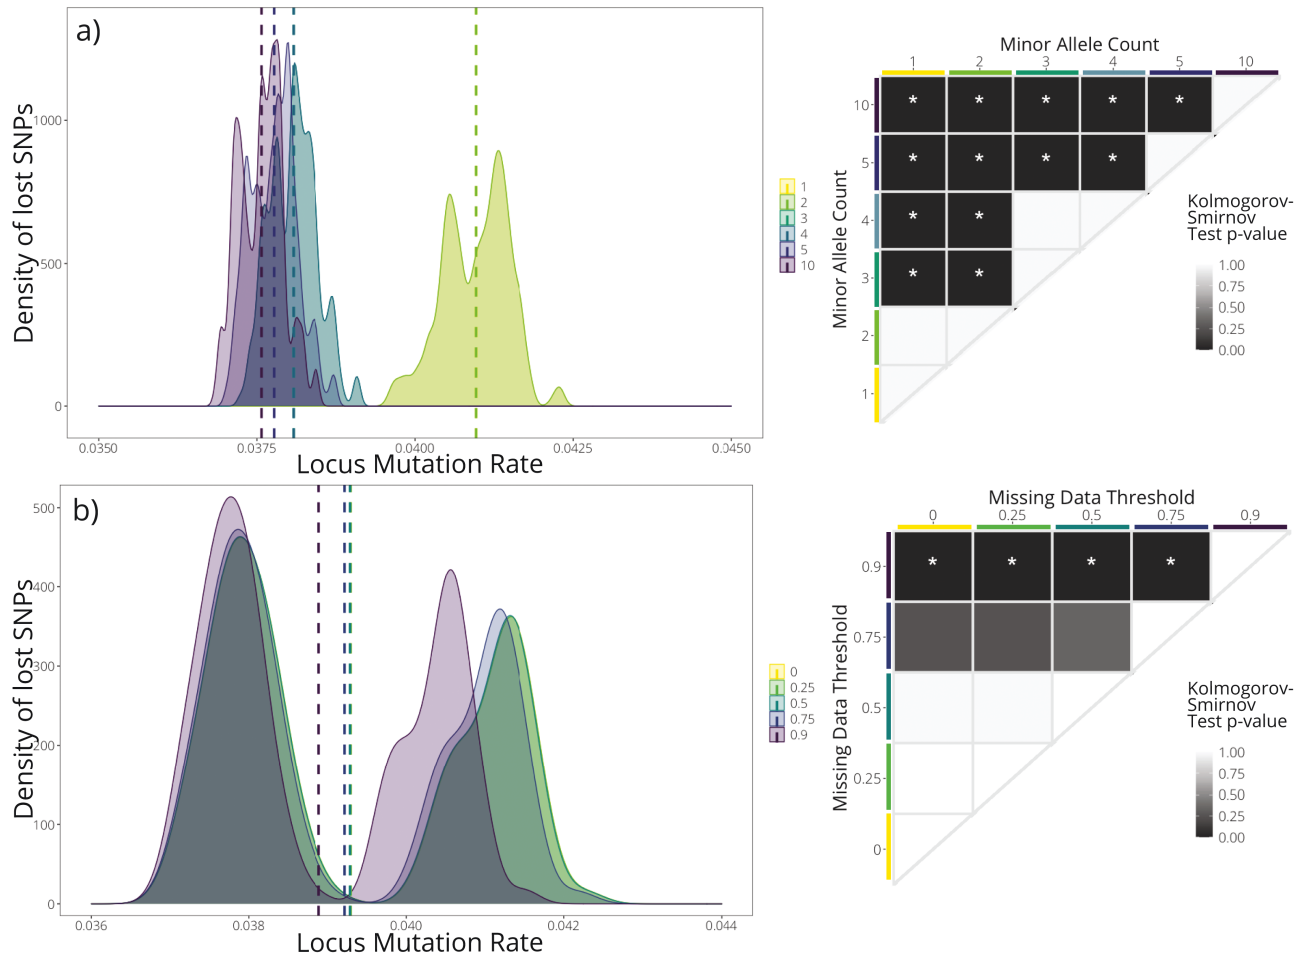 a)
Density of lost SNPs
1000
500
0
0.0350 0.0375 0.0400 0.0425 0.0450
Locus Mutation Rate
1
2
3
4
5
10
Minor Allele Count
1 2 3 4 5 10
Minor Allele Count
10 * * * * *
5 * * * *
4 * *
3 * *
2
1
Kolmogorov-
Smirnov
Test p-value
1.00
0.75
0.50
0.25
0.00
b)
Density of lost SNPs
500
400
300
200
100
0
0.036 0.038 0.040 0.042 0.044
Locus Mutation Rate
0
0.25
0.5
0.75
0.9
Missing Data Threshold
0 0.25 0.5 0.75 0.9
Missing Data Threshold
0.9 * * * *
0.75
0.5
0.25
0
Kolmogorov-
Smirnov
Test p-value
1.00
0.75
0.50
0.25
0.00